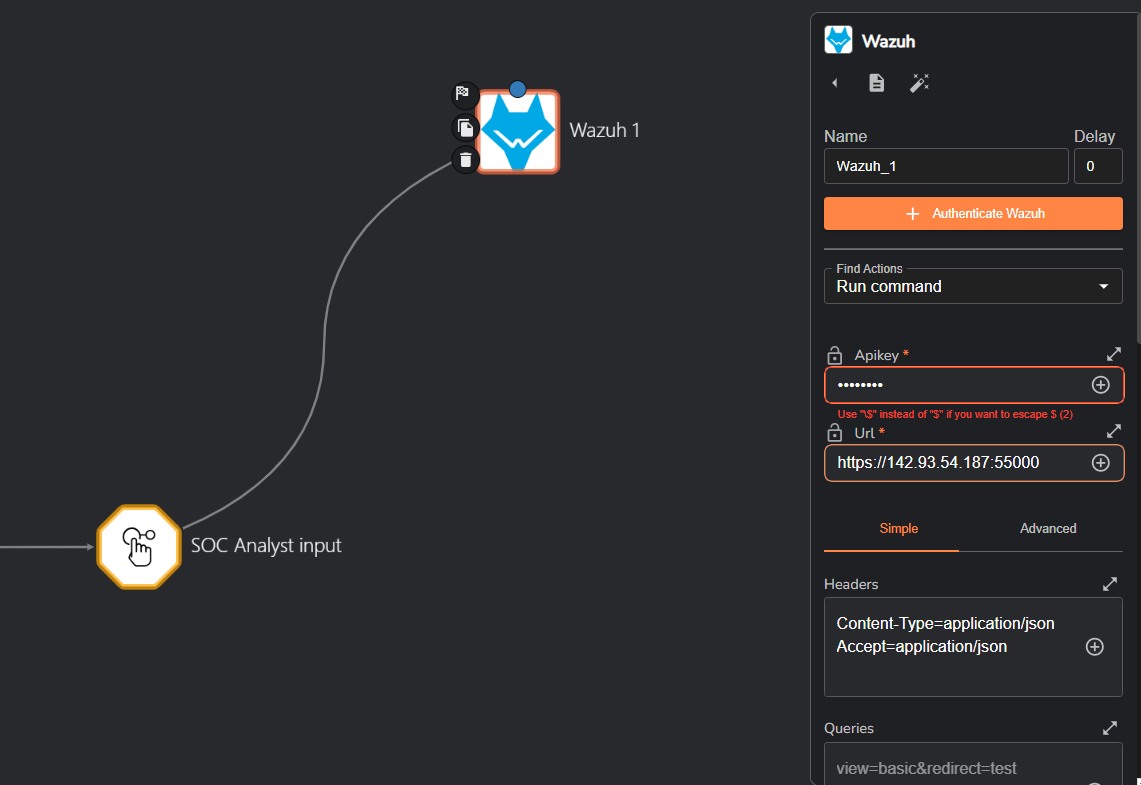 Wazuh
Name
Delay
Wazuh_1
0
Authenticate Wazuh
Find Actions
Run command
Apikey *
••••••••
Use "\$" instead of "$" if you want to escape $ (2)
Url *
https://142.93.54.187:55000
Simple
Advanced
Headers
Content-Type=application/json
Accept=application/json
Queries
view=basic&redirect=test
Wazuh 1
SOC Analyst input